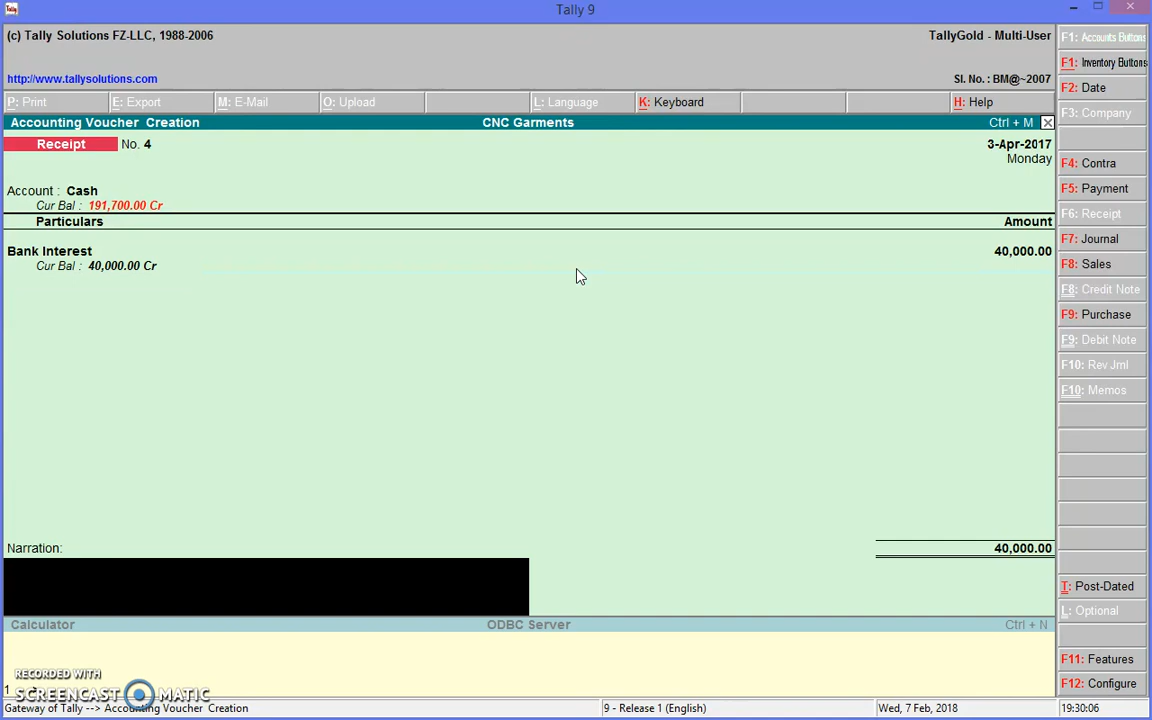 Tally
Tally 9
(c) Tally Solutions FZ-LLC, 1988-2006
TallyGold - Multi-User
http://www.tallysolutions.com
Sl. No. : BM@~2007
P: Print
E: Export
M: E-Mail
O: Upload
L: Language
K: Keyboard
H: Help
Accounting Voucher Creation
CNC Garments
Ctrl + M
Receipt No. 4
3-Apr-2017
Monday
Account : Cash
Cur Bal : 191,700.00 Cr
Particulars
Amount
Bank Interest
40,000.00
Cur Bal : 40,000.00 Cr
Narration:
40,000.00
Calculator
ODBC Server
Ctrl + N
RECORDED WITH
SCREENCAST MATIC
1
Gateway of Tally --> Accounting Voucher Creation
9 - Release 1 (English)
Wed, 7 Feb, 2018
19:30:06
F1: Accounts Buttons
F1: Inventory Buttons
F2: Date
F3: Company
F4: Contra
F5: Payment
F6: Receipt
F7: Journal
F8: Sales
F8: Credit Note
F9: Purchase
F9: Debit Note
F10: Rev Jrnl
F10: Memos
T: Post-Dated
L: Optional
F11: Features
F12: Configure